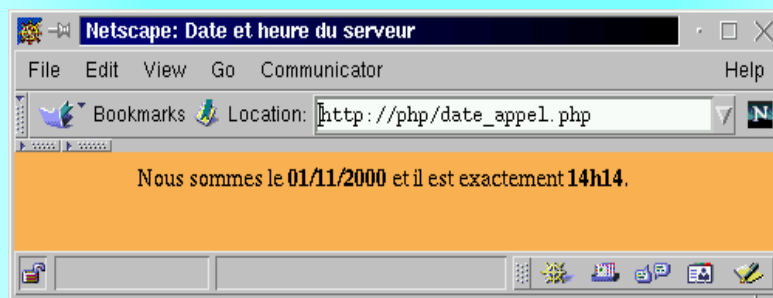 Netscape: Date et heure du serveur
File Edit View Go Communicator Help
Bookmarks Location: http://php/date_appel.php N
Nous sommes le 01/11/2000 et il est exactement 14h14.